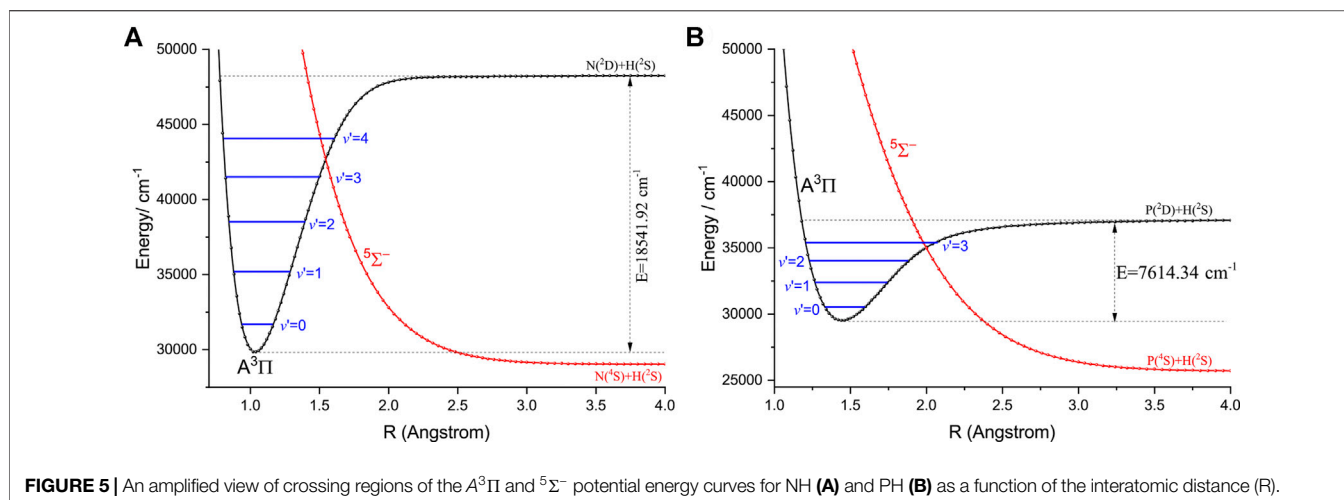 A
50000
45000
40000
35000
30000
Energy/ cm⁻¹
N(²D)+H(²S)
v'=4
v'=3
v'=2
v'=1
v'=0
⁵Σ⁻
E=18541.92 cm⁻¹
A³Π
N(⁴S)+H(²S)
1.0 1.5 2.0 2.5 3.0 3.5 4.0
R (Angstrom)
B
50000
45000
40000
35000
30000
25000
Energy/ cm⁻¹
⁵Σ⁻
A³Π
P(²D)+H(²S)
v'=3
v'=2
v'=1
v'=0
E=7614.34 cm⁻¹
P(⁴S)+H(²S)
1.0 1.5 2.0 2.5 3.0 3.5 4.0
R (Angstrom)
FIGURE 5 | An amplified view of crossing regions of the A³Π and ⁵Σ⁻ potential energy curves for NH (A) and PH (B) as a function of the interatomic distance (R).